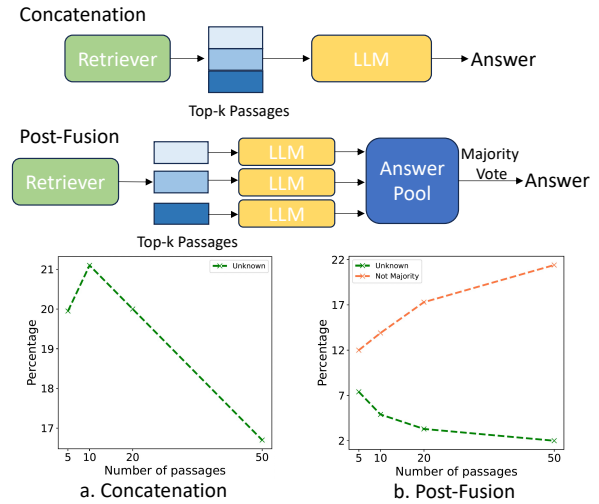 Concatenation
Retriever
LLM
Answer
Top-k Passages
Post-Fusion
Retriever
LLM
LLM
LLM
Answer
Pool
Majority
Vote
Answer
Top-k Passages
Unknown
21
20
19
18
17
Percentage
5 10 20 50
Number of passages
a. Concatenation
Unknown
Not Majority
22
17
12
7
2
Percentage
5 10 20 50
Number of passages
b. Post-Fusion